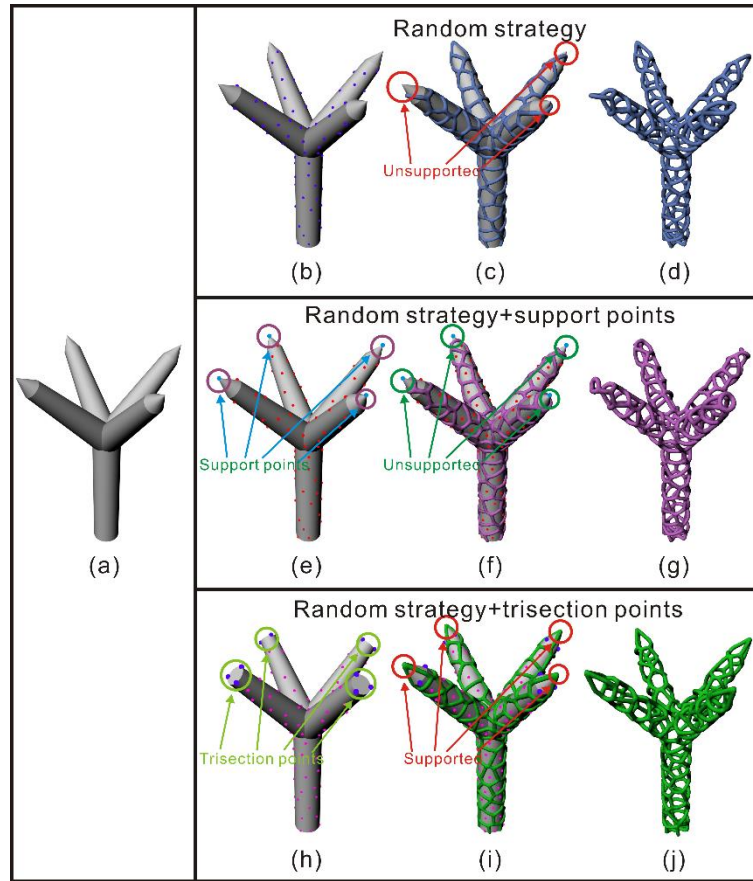 Random strategy
Unsupported
(b)
(c)
(d)
Random strategy+support points
Support points
Unsupported
(a)
(e)
(f)
(g)
Random strategy+trisection points
Trisection points
Supported
(h)
(i)
(j)